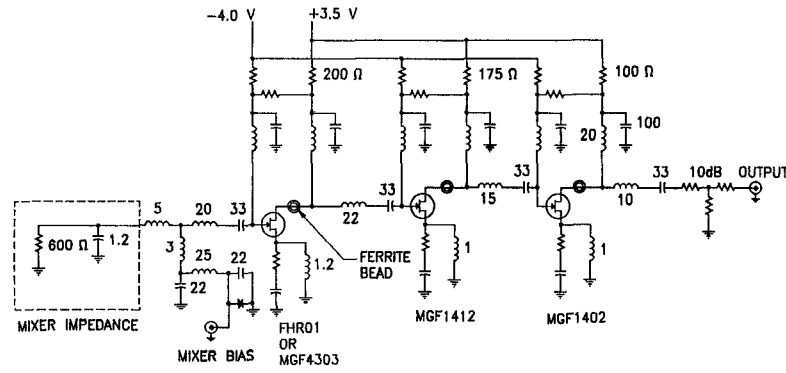 -4.0 V +3.5 V
200 Ω 175 Ω 100 Ω
20 100
33 33 33 10dB OUTPUT
5 20 33 22 15 10
600 Ω 1.2 3 25 22 1.2 FERRITE BEAD 1 1
22
MIXER IMPEDANCE
MIXER BIAS
FHR01
OR
MGF4303
MGF1412
MGF1402